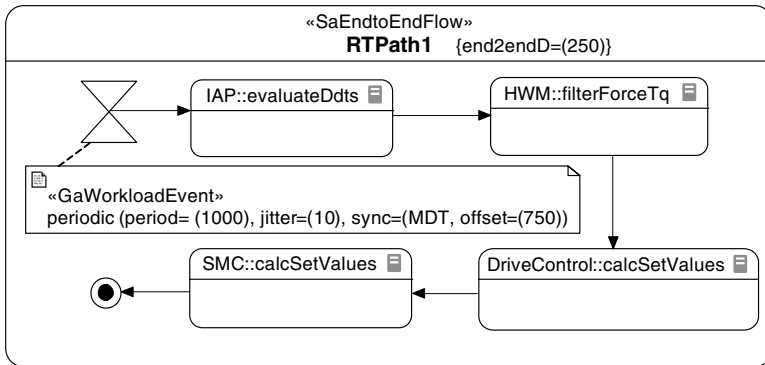 «SaEndtoEndFlow»
RTPath1 {end2endD=(250)}
IAP::evaluateDdts
HWM::filterForceTq
«GaWorkloadEvent»
periodic (period= (1000), jitter=(10), sync=(MDT, offset=(750))
SMC::calcSetValues
DriveControl::calcSetValues